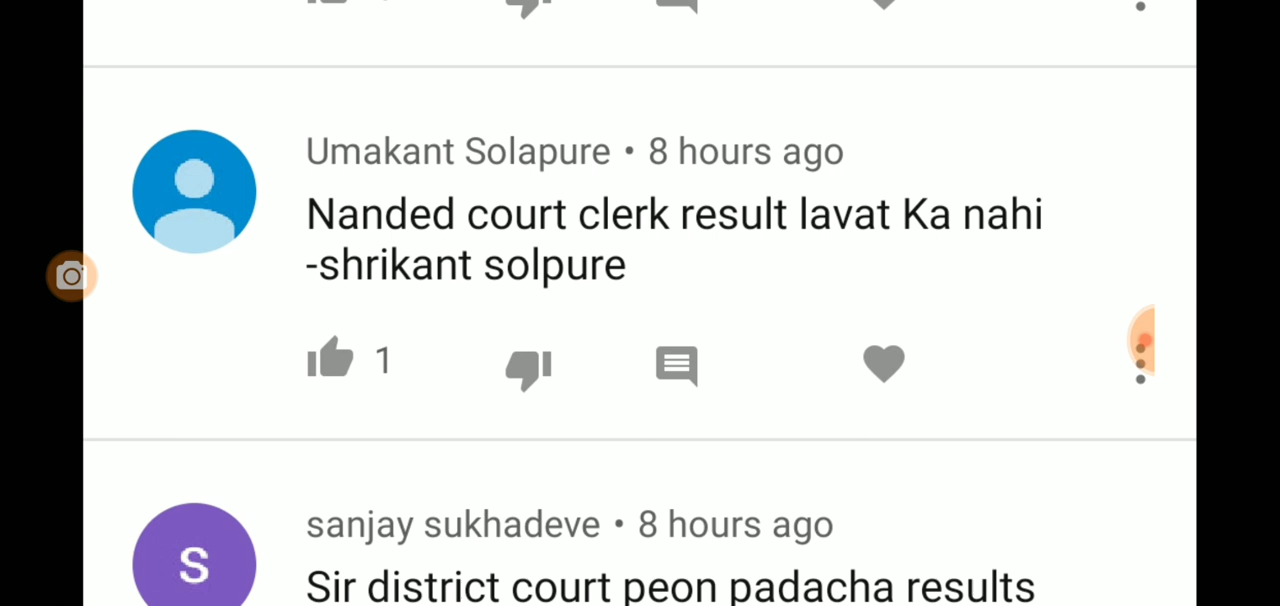 Umakant Solapure • 8 hours ago
Nanded court clerk result lavat Ka nahi
-shrikant solpure
1
sanjay sukhadeve • 8 hours ago
S
Sir district court peon padacha results